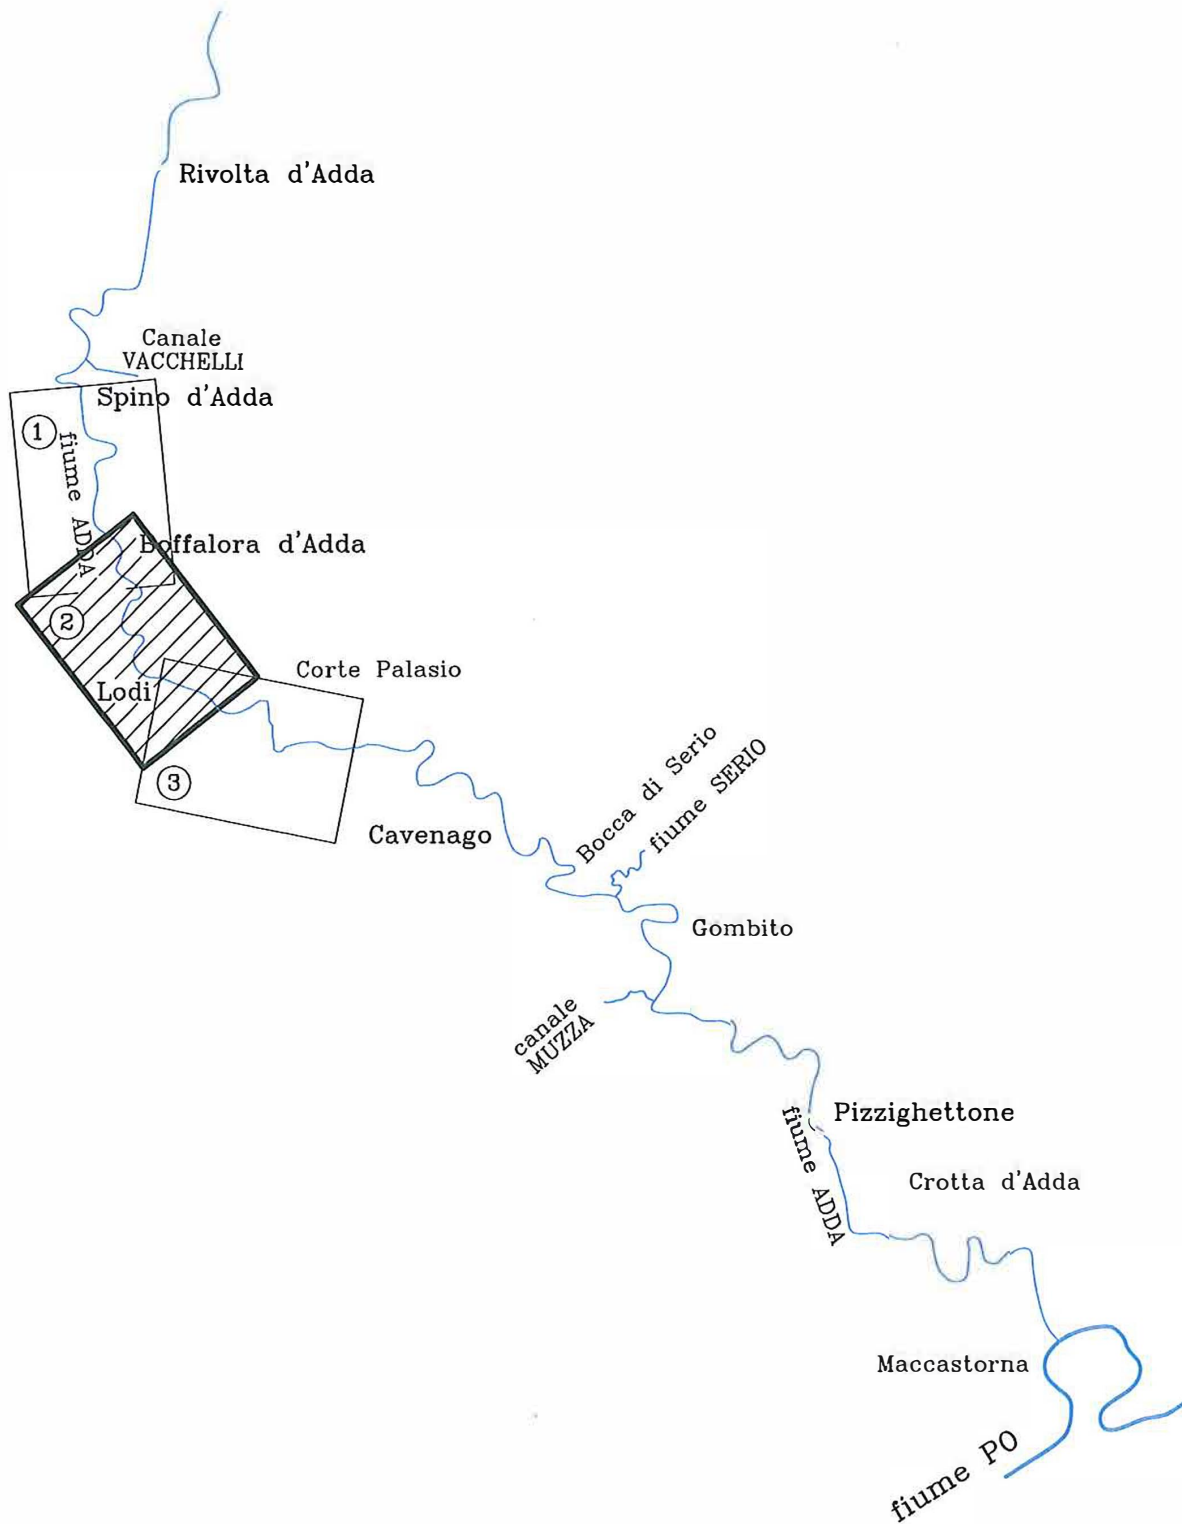 Rivolta d'Adda
Canale
VACCHELLI
Spino d'Adda
1
fiume ADDA
Boffalora d'Adda
2
Corte Palasio
Lodi
3
Bocca di Serio
fiume SERIO
Cavenago
Gombito
canale
MUZZA
Pizzighettone
fiume ADDA
Crotta d'Adda
Maccastorna
fiume PO